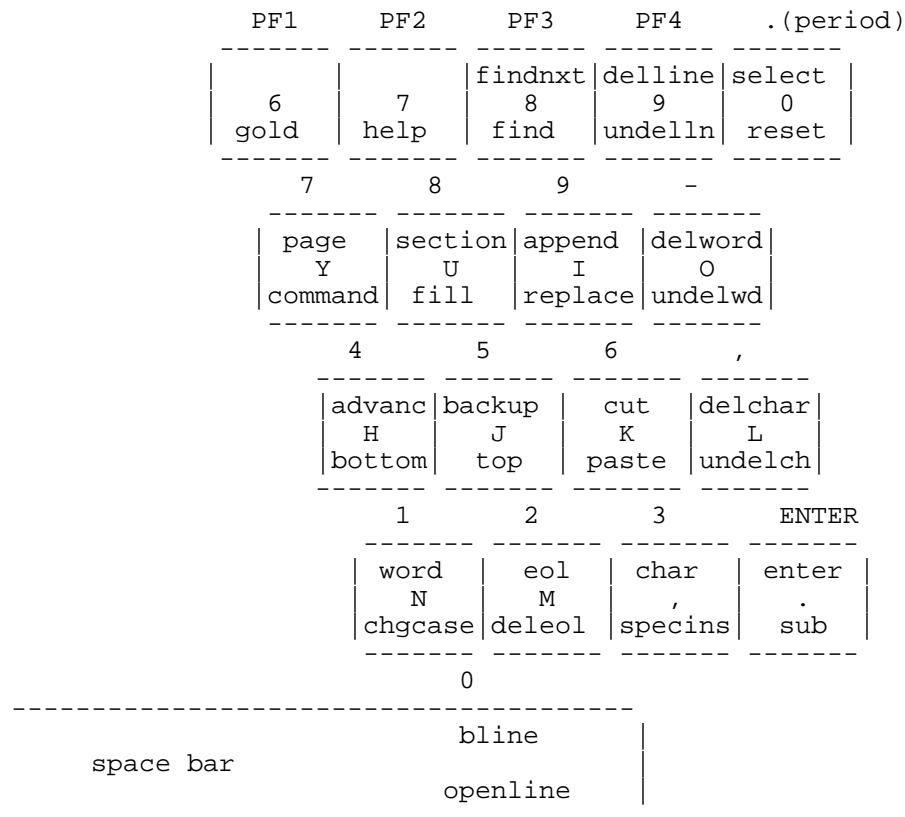 PF1 PF2 PF3 PF4 .(period)
------- ------- ------- ------- -------
| | |findnxt|delline|select |
| 6 | 7 | 8 | 9 | 0 |
| gold | help | find |undelln| reset |
------- ------- ------- ------- -------
7 8 9 -
------- ------- ------- -------
| page |section|append |delword|
| Y | U | I | O |
|command| fill |replace|undelwd|
------- ------- ------- -------
4 5 6 ,
------- ------- ------- -------
|advanc|backup | cut |delchar|
| H | J | K | L |
|bottom| top | paste |undelch|
------- ------- ------- -------
1 2 3 ENTER
------- ------- ------- -------
| word | eol | char | enter |
| N | M | , | . |
|chgcase|deleol |specins| sub |
------- ------- ------- -------
0
---------------------------------------
bline |
space bar |
openline |